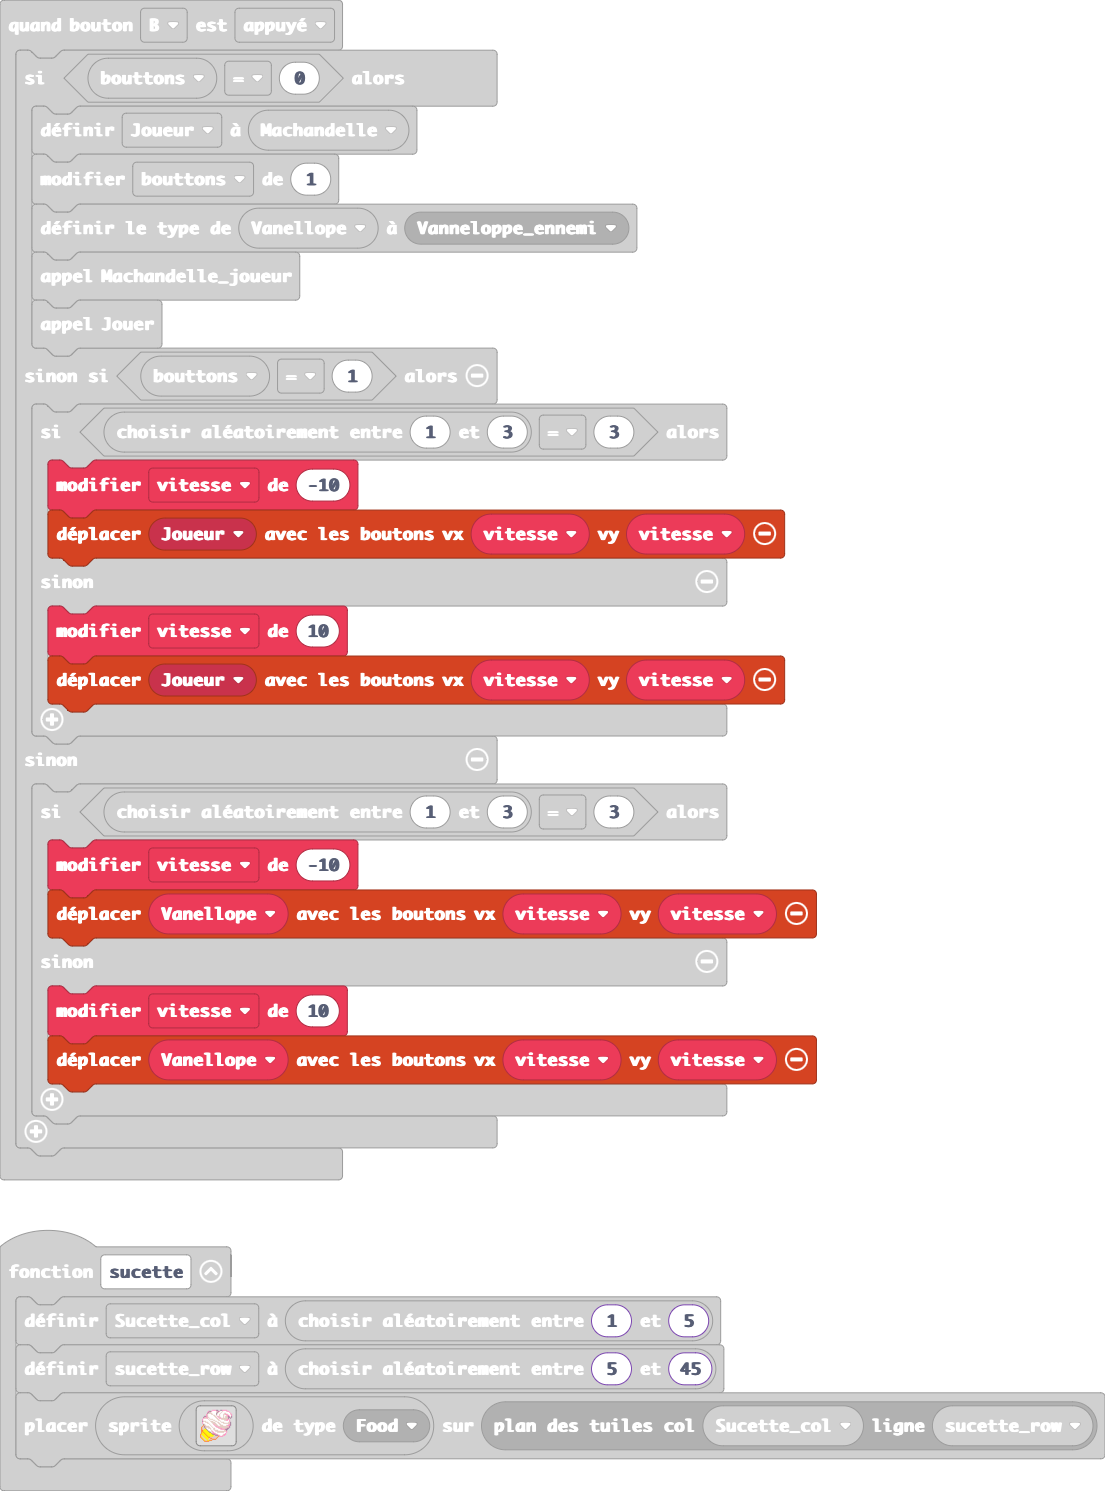 quand bouton B est appuyé
si bouttons = 0 alors
définir Joueur à Machandelle
modifier bouttons de 1
définir le type de Vanellope à Vanneloppe_ennemi
appel Machandelle_joueur
appel Jouer
sinon si bouttons = 1 alors
si choisir aléatoirement entre 1 et 3 = 3 alors
modifier vitesse de -10
déplacer Joueur avec les boutons vx vitesse vy vitesse
sinon
modifier vitesse de 10
déplacer Joueur avec les boutons vx vitesse vy vitesse
sinon
si choisir aléatoirement entre 1 et 3 = 3 alors
modifier vitesse de -10
déplacer Vanellope avec les boutons vx vitesse vy vitesse
sinon
modifier vitesse de 10
déplacer Vanellope avec les boutons vx vitesse vy vitesse
fonction sucette
définir Sucette_col à choisir aléatoirement entre 1 et 5
définir sucette_row à choisir aléatoirement entre 5 et 45
placer sprite de type Food sur plan des tuiles col Sucette_col ligne sucette_row